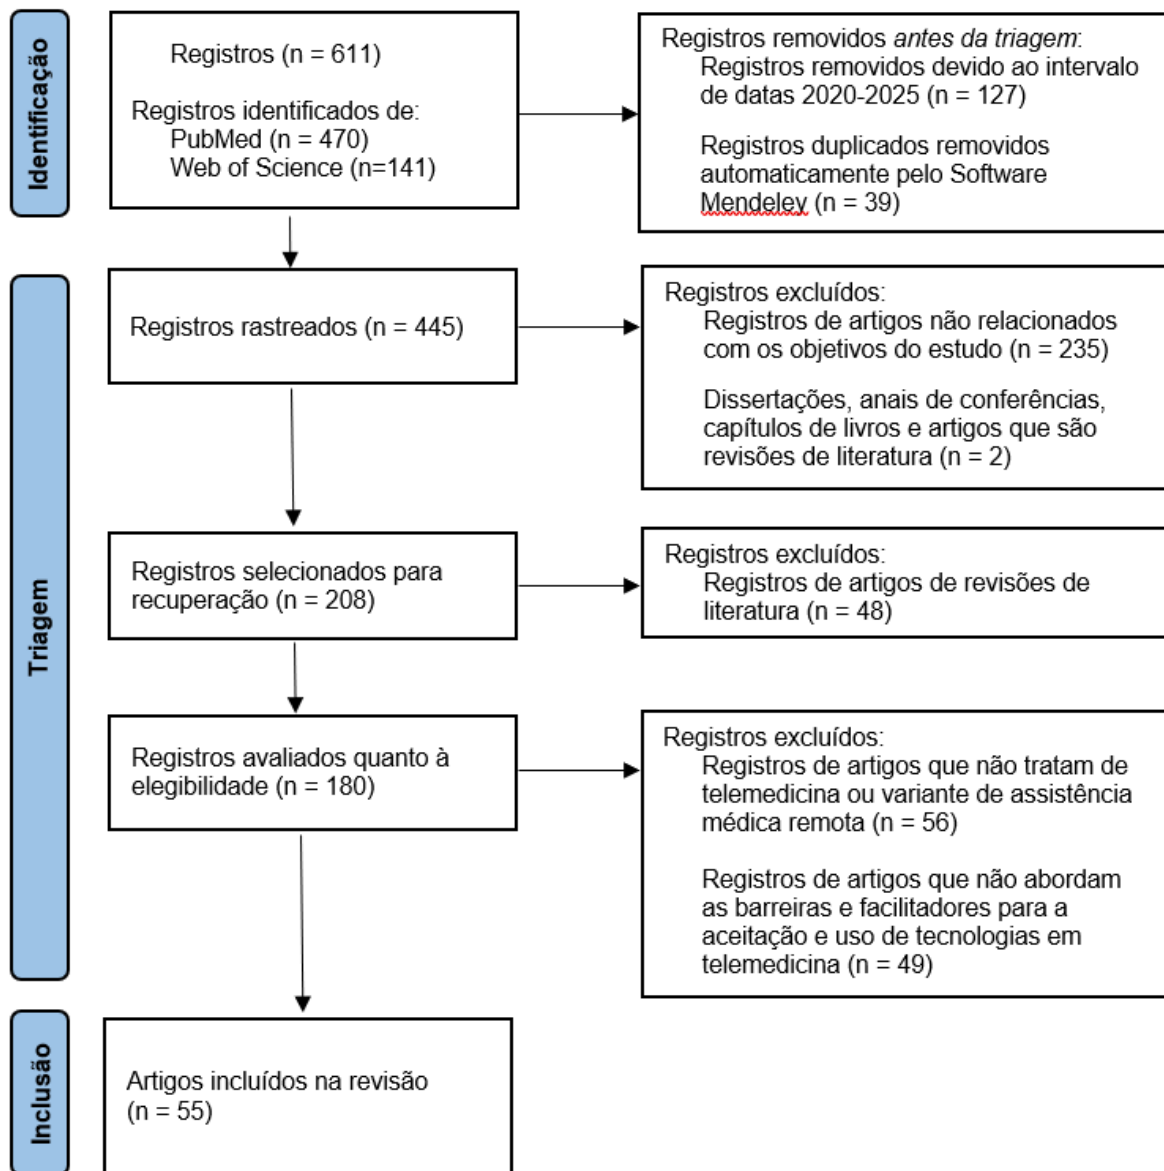 Identificação
Registros (n = 611)
Registros identificados de:
PubMed (n = 470)
Web of Science (n=141)
Registros removidos antes da triagem:
Registros removidos devido ao intervalo
de datas 2020-2025 (n = 127)
Registros duplicados removidos
automaticamente pelo Software
Mendeley (n = 39)
Triagem
Registros rastreados (n = 445)
Registros excluídos:
Registros de artigos não relacionados
com os objetivos do estudo (n = 235)
Dissertações, anais de conferências,
capítulos de livros e artigos que são
revisões de literatura (n = 2)
Registros selecionados para
recuperação (n = 208)
Registros excluídos:
Registros de artigos de revisões de
literatura (n = 48)
Registros avaliados quanto à
elegibilidade (n = 180)
Registros excluídos:
Registros de artigos que não tratam de
telemedicina ou variante de assistência
médica remota (n = 56)
Registros de artigos que não abordam
as barreiras e facilitadores para a
aceitação e uso de tecnologias em
telemedicina (n = 49)
Inclusão
Artigos incluídos na revisão
(n = 55)